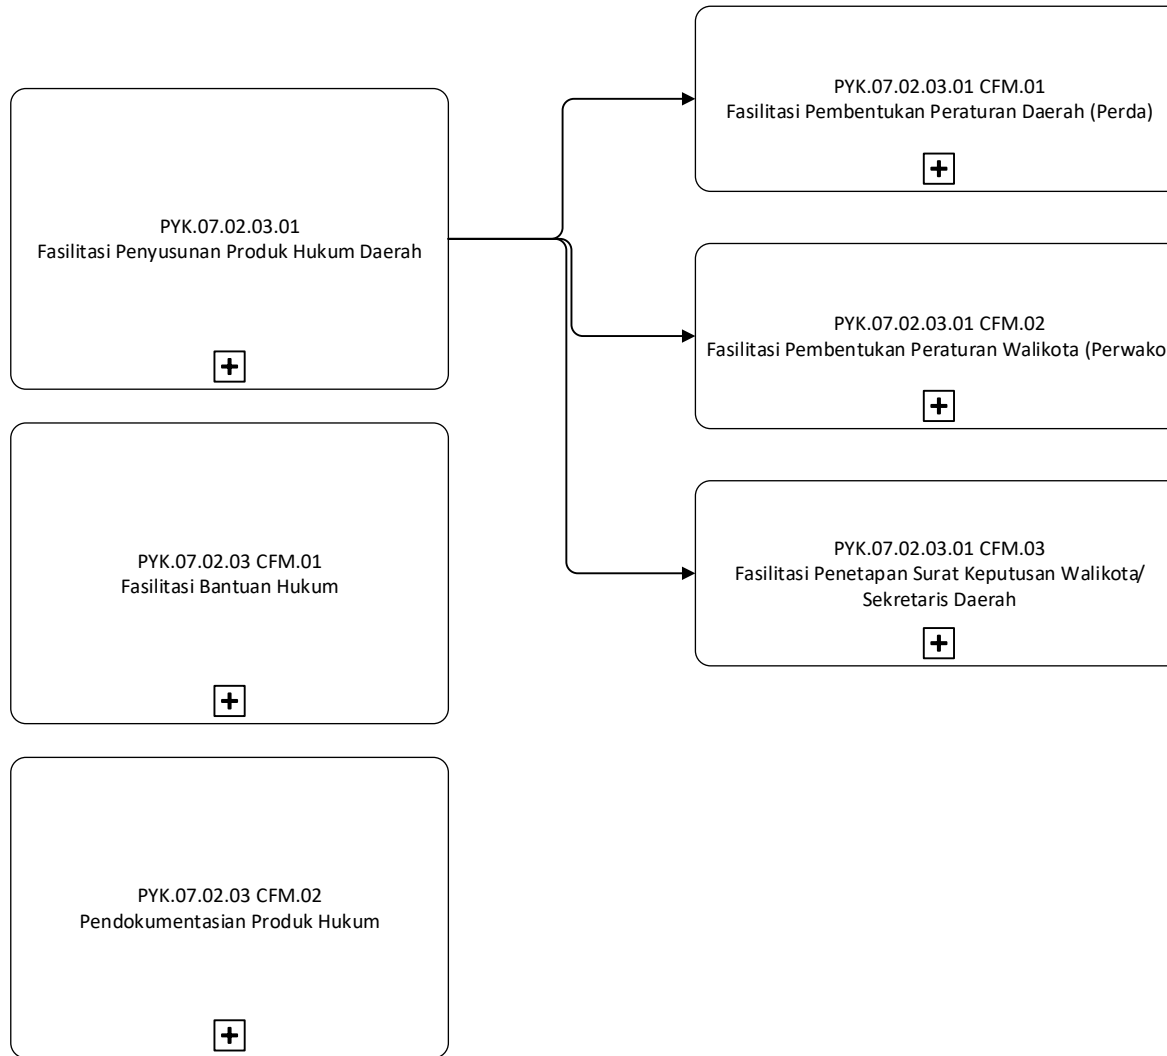 PYK.07.02.03.01
Fasilitasi Penyusunan Produk Hukum Daerah
PYK.07.02.03 CFM.01
Fasilitasi Bantuan Hukum
PYK.07.02.03 CFM.02
Pendokumentasian Produk Hukum
PYK.07.02.03.01 CFM.01
Fasilitasi Pembentukan Peraturan Daerah (Perda)
PYK.07.02.03.01 CFM.02
Fasilitasi Pembentukan Peraturan Walikota (Perwako
PYK.07.02.03.01 CFM.03
Fasilitasi Penetapan Surat Keputusan Walikota/
Sekretaris Daerah